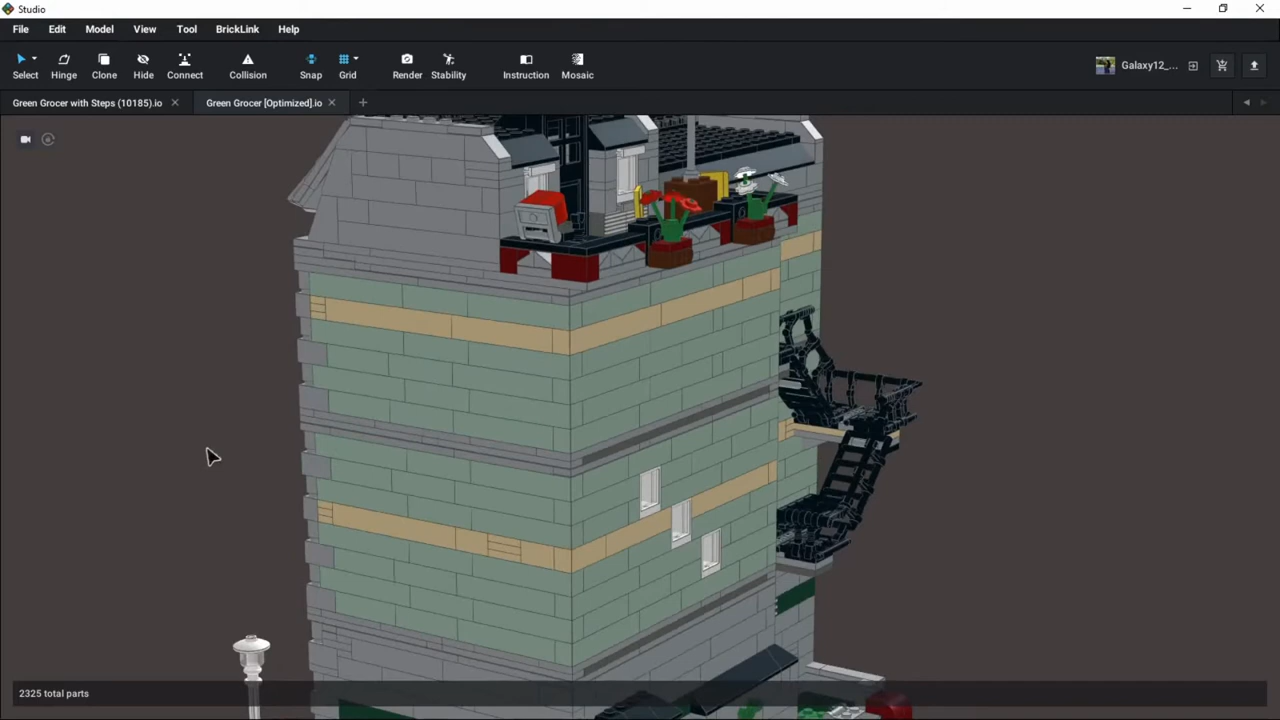 Studio
File Edit Model View Tool BrickLink Help
Select Hinge Clone Hide Connect Collision Snap Grid Render Stability Instruction Mosaic Galaxy12_...
Green Grocer with Steps (10185).io Green Grocer [Optimized].io
2325 total parts